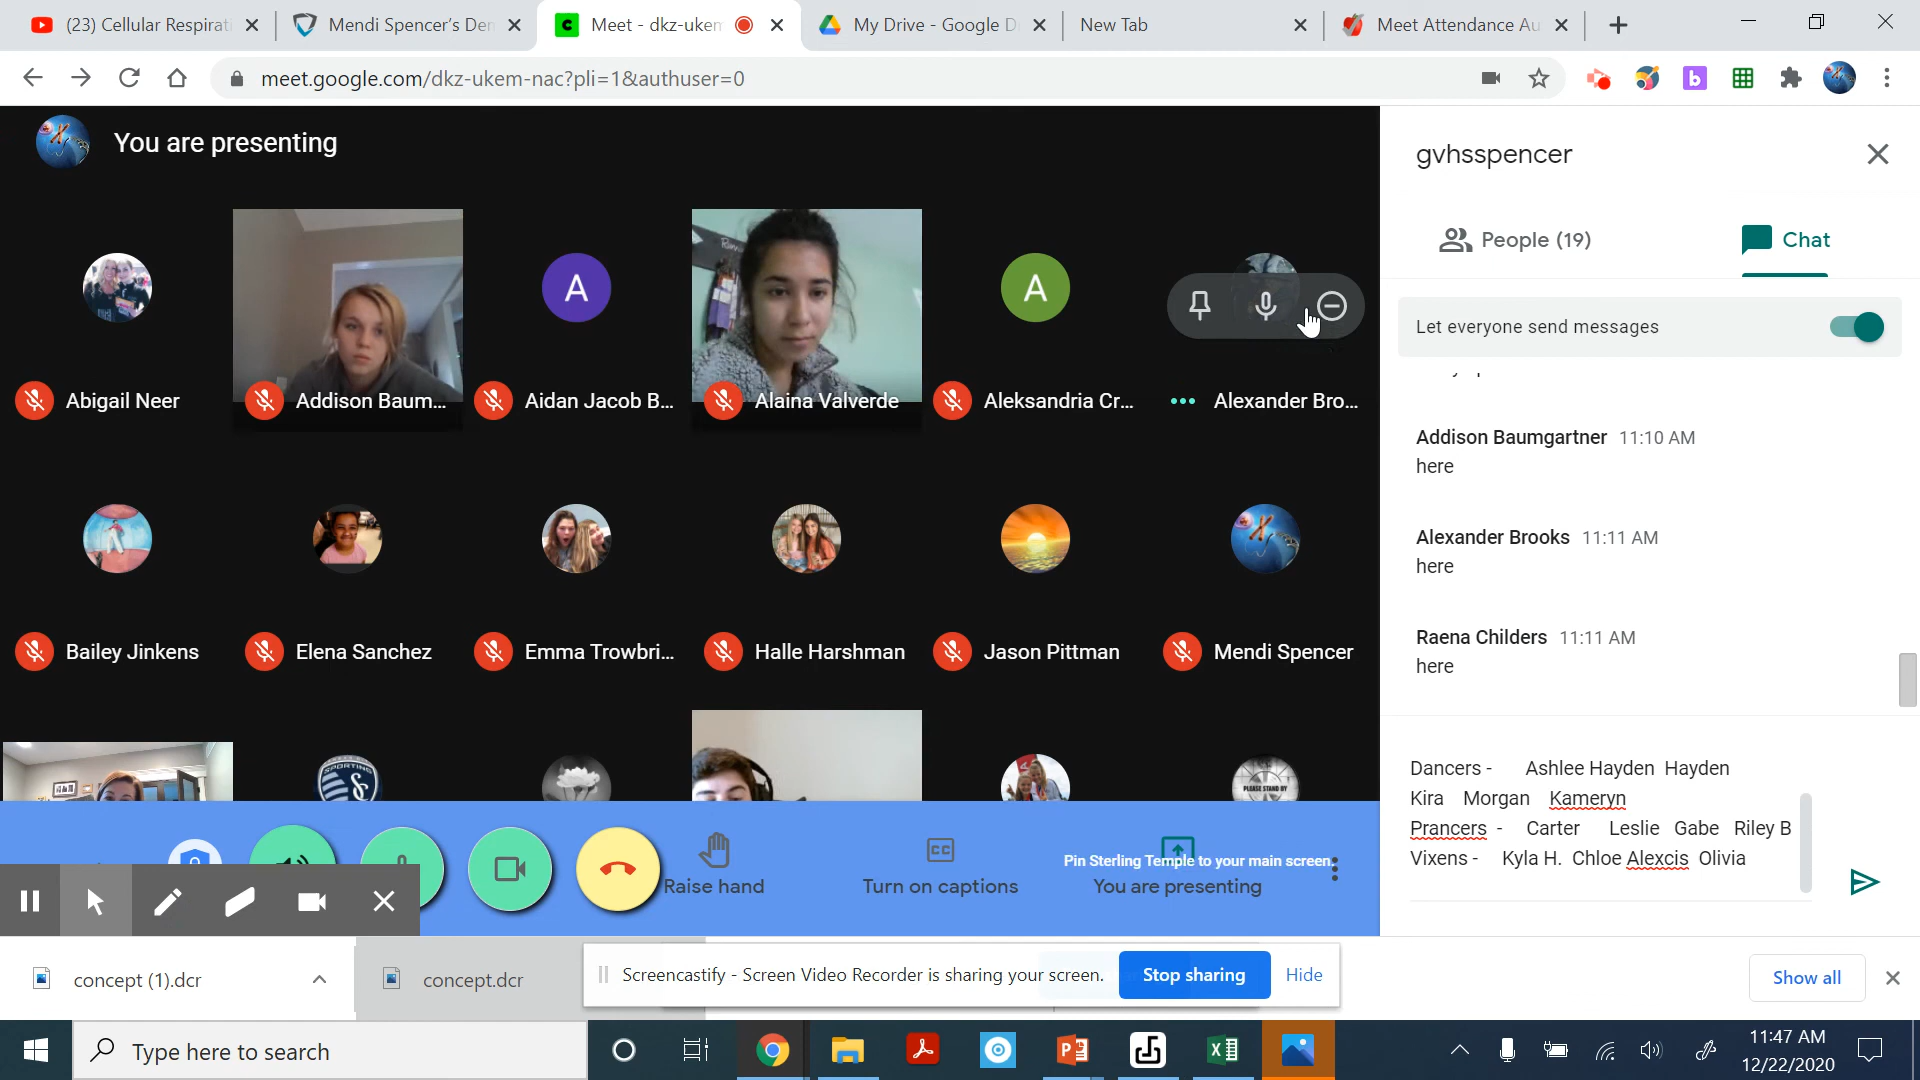 (23) Cellular Respirati
Mendi Spencer's Den
Meet - dkz-ukem
My Drive - Google D
New Tab
Meet Attendance Au
meet.google.com/dkz-ukem-nac?pli=1&authuser=0
You are presenting
gvhsspencer
People (19)
Chat
Let everyone send messages
A
A
Abigail Neer
Addison Baum...
Aidan Jacob B...
Alaina Valverde
Aleksandria Cr...
Alexander Bro...
Addison Baumgartner 11:10 AM
here
Alexander Brooks 11:11 AM
here
Raena Childers 11:11 AM
here
Bailey Jinkens
Elena Sanchez
Emma Trowbri...
Halle Harshman
Jason Pittman
Mendi Spencer
SPORTING
PLEASE STAND BY
Dancers - Ashlee Hayden Hayden
Kira Morgan Kameryn
Prancers - Carter Leslie Gabe Riley B
Vixens - Kyla H. Chloe Alexcis Olivia
Raise hand
CC
Turn on captions
Pin Sterling Temple to your main screen.
You are presenting
concept (1).dcr
concept.dcr
Screencastify - Screen Video Recorder is sharing your screen.
Stop sharing
Hide
Show all
Type here to search
11:47 AM
12/22/2020